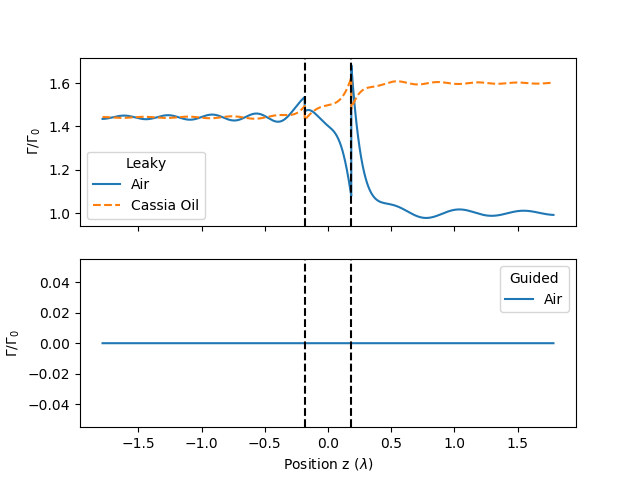 1.6
1.4
1.2
1.0
Γ/Γ₀
Leaky
Air
Cassia Oil
0.04
0.02
0.00
−0.02
−0.04
Γ/Γ₀
Guided
Air
−1.5 −1.0 −0.5 0.0 0.5 1.0 1.5
Position z (λ)